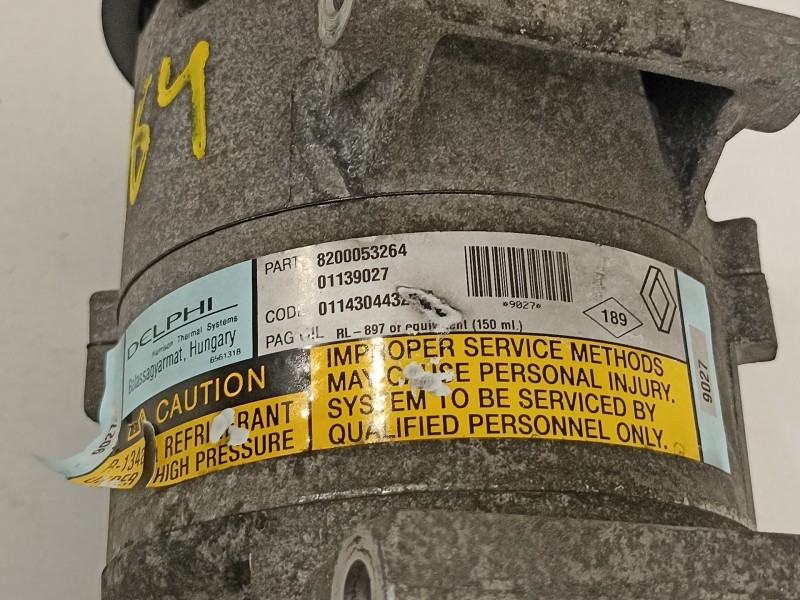 64
DELPHI
Harrison Thermal Systems
Balassagyarmat, Hungary
6561318
PART 8200053264
01139027
CODE
PAG OIL RL-897 or equivalent (150 ml.)
*9027*
189
9027
9027
CAUTION
REFRIGERANT
HIGH PRESSURE
IMPROPER SERVICE METHODS
MAY CAUSE PERSONAL INJURY.
SYSTEM TO BE SERVICED BY
QUALIFIED PERSONNEL ONLY.